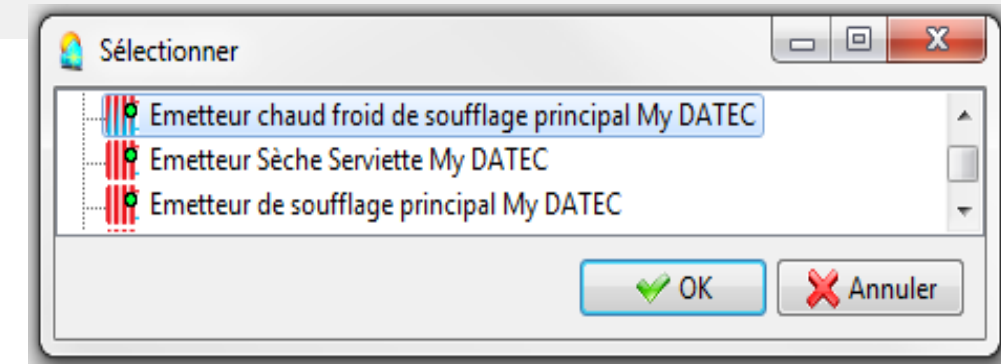 Sélectionner
Emetteur chaud froid de soufflage principal My DATEC
Emetteur Sèche Serviette My DATEC
Emetteur de soufflage principal My DATEC
OK Annuler